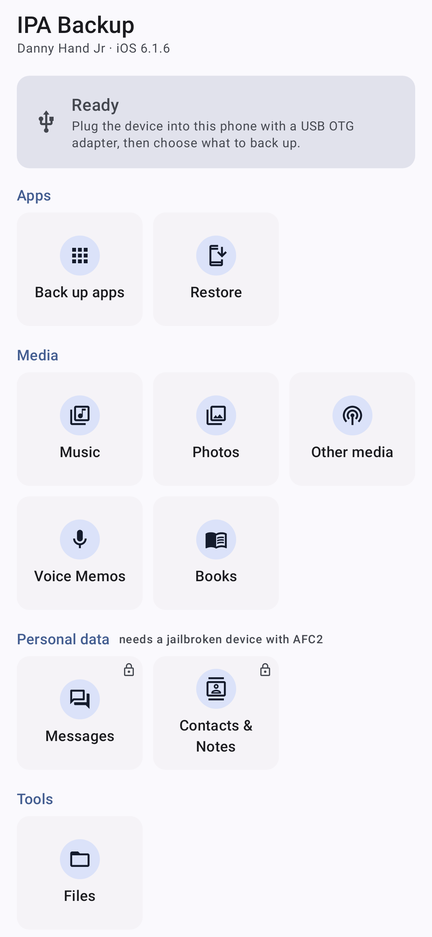 IPA Backup
Danny Hand Jr · iOS 6.1.6
Ready
Plug the device into this phone with a USB OTG
adapter, then choose what to back up.
Apps
Back up apps
Restore
Media
Music
Photos
Other media
Voice Memos
Books
Personal data needs a jailbroken device with AFC2
Messages
Contacts &
Notes
Tools
Files